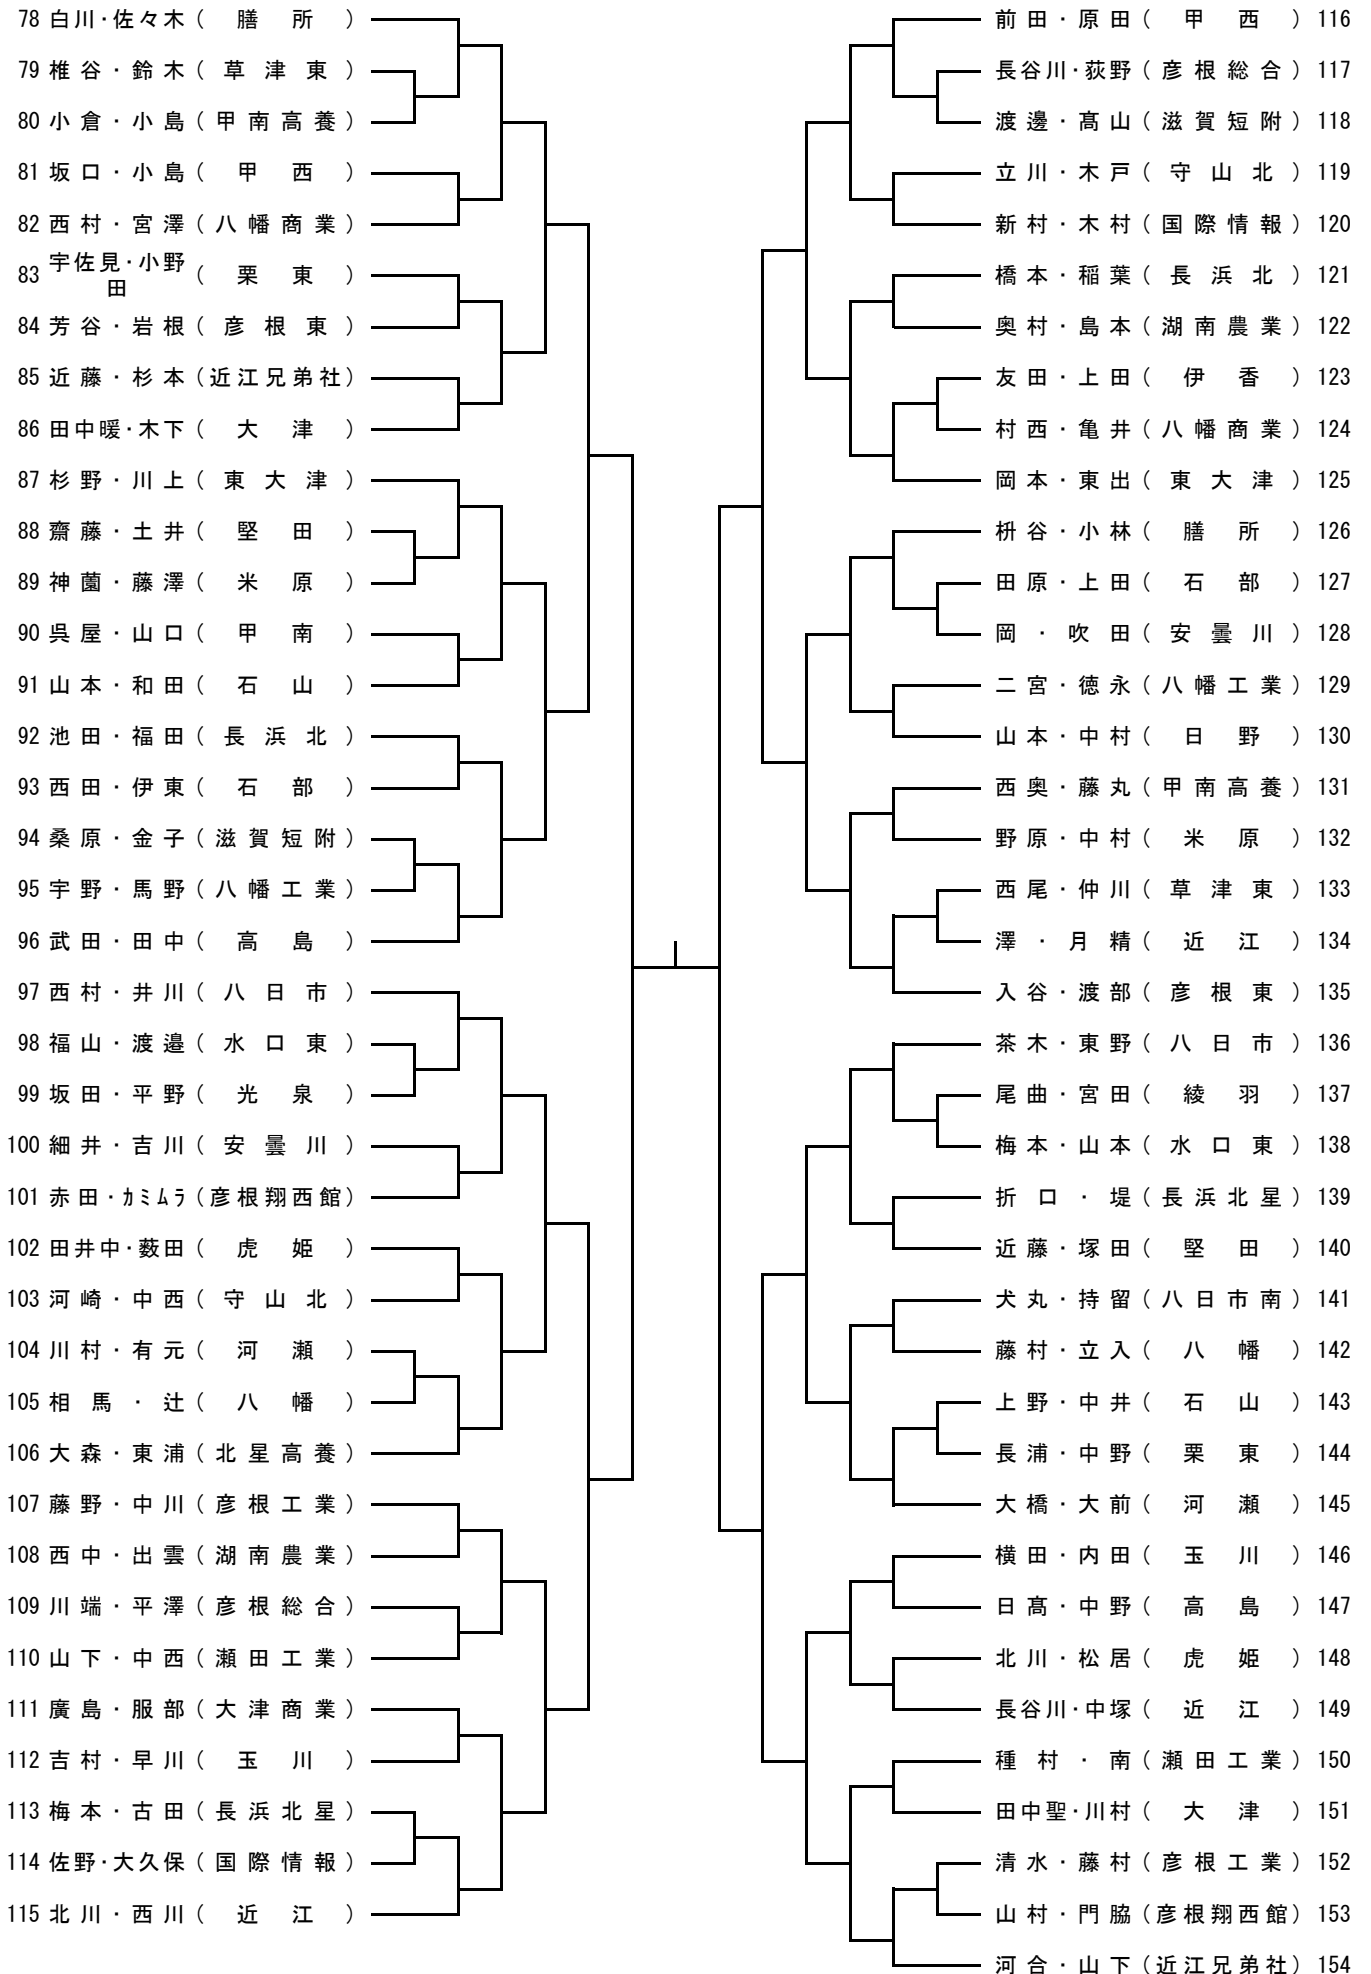 78 白川・佐々木 ( 膳所 )
79 椎谷・鈴木 ( 草津東 )
80 小倉・小島 ( 甲南高養 )
81 坂口・小島 ( 甲西 )
82 西村・宮澤 ( 八幡商業 )
83 宇佐見・小野田 ( 栗東 )
84 芳谷・岩根 ( 彦根東 )
85 近藤・杉本 ( 近江兄弟社 )
86 田中暖・木下 ( 大津 )
87 杉野・川上 ( 東大津 )
88 齋藤・土井 ( 堅田 )
89 神薗・藤澤 ( 米原 )
90 呉屋・山口 ( 甲南 )
91 山本・和田 ( 石山 )
92 池田・福田 ( 長浜北 )
93 西田・伊東 ( 石部 )
94 桑原・金子 ( 滋賀短附 )
95 宇野・馬野 ( 八幡工業 )
96 武田・田中 ( 高島 )
97 西村・井川 ( 八日市 )
98 福山・渡邉 ( 水口東 )
99 坂田・平野 ( 光泉 )
100 細井・吉川 ( 安曇川 )
101 赤田・カミムラ ( 彦根翔西館 )
102 田井中・薮田 ( 虎姫 )
103 河崎・中西 ( 守山北 )
104 川村・有元 ( 河瀬 )
105 相馬・辻 ( 八幡 )
106 大森・東浦 ( 北星高養 )
107 藤野・中川 ( 彦根工業 )
108 西中・出雲 ( 湖南農業 )
109 川端・平澤 ( 彦根総合 )
110 山下・中西 ( 瀬田工業 )
111 廣島・服部 ( 大津商業 )
112 吉村・早川 ( 玉川 )
113 梅本・古田 ( 長浜北星 )
114 佐野・大久保 ( 国際情報 )
115 北川・西川 ( 近江 )
前田・原田 ( 甲西 ) 116
長谷川・荻野 ( 彦根総合 ) 117
渡邊・髙山 ( 滋賀短附 ) 118
立川・木戸 ( 守山北 ) 119
新村・木村 ( 国際情報 ) 120
橋本・稲葉 ( 長浜北 ) 121
奥村・島本 ( 湖南農業 ) 122
友田・上田 ( 伊香 ) 123
村西・亀井 ( 八幡商業 ) 124
岡本・東出 ( 東大津 ) 125
枡谷・小林 ( 膳所 ) 126
田原・上田 ( 石部 ) 127
岡・吹田 ( 安曇川 ) 128
二宮・徳永 ( 八幡工業 ) 129
山本・中村 ( 日野 ) 130
西奥・藤丸 ( 甲南高養 ) 131
野原・中村 ( 米原 ) 132
西尾・仲川 ( 草津東 ) 133
澤・月精 ( 近江 ) 134
入谷・渡部 ( 彦根東 ) 135
茶木・東野 ( 八日市 ) 136
尾曲・宮田 ( 綾羽 ) 137
梅本・山本 ( 水口東 ) 138
折口・堤 ( 長浜北星 ) 139
近藤・塚田 ( 堅田 ) 140
犬丸・持留 ( 八日市南 ) 141
藤村・立入 ( 八幡 ) 142
上野・中井 ( 石山 ) 143
長浦・中野 ( 栗東 ) 144
大橋・大前 ( 河瀬 ) 145
横田・内田 ( 玉川 ) 146
日髙・中野 ( 高島 ) 147
北川・松居 ( 虎姫 ) 148
長谷川・中塚 ( 近江 ) 149
種村・南 ( 瀬田工業 ) 150
田中聖・川村 ( 大津 ) 151
清水・藤村 ( 彦根工業 ) 152
山村・門脇 ( 彦根翔西館 ) 153
河合・山下 ( 近江兄弟社 ) 154